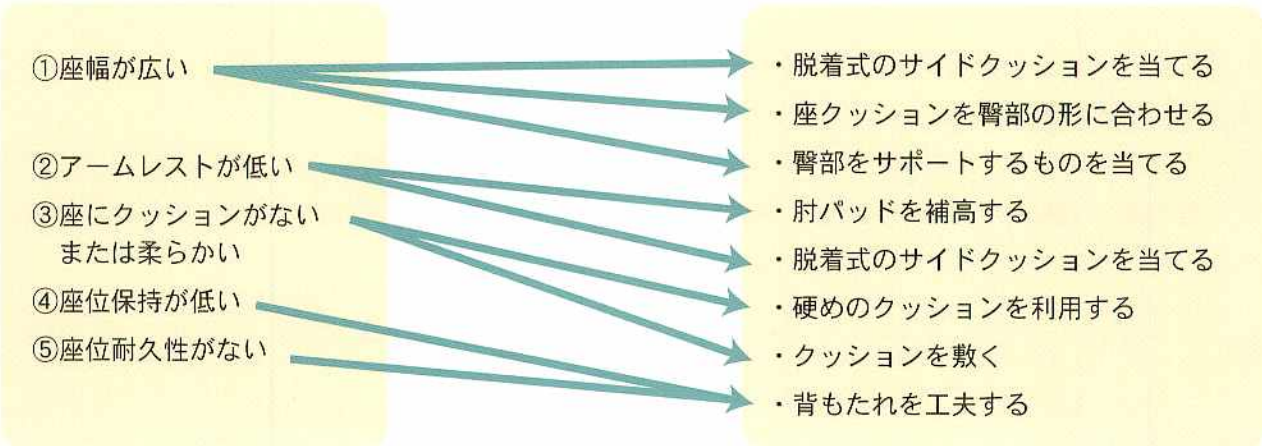 ①座幅が広い
②アームレストが低い
③座にクッションがない
または柔らかい
④座位保持が低い
⑤座位耐久性がない
・脱着式のサイドクッションを当てる
・座クッションを臀部の形に合わせる
・臀部をサポートするものを当てる
・肘パッドを補高する
・脱着式のサイドクッションを当てる
・硬めのクッションを利用する
・クッションを敷く
・背もたれを工夫する